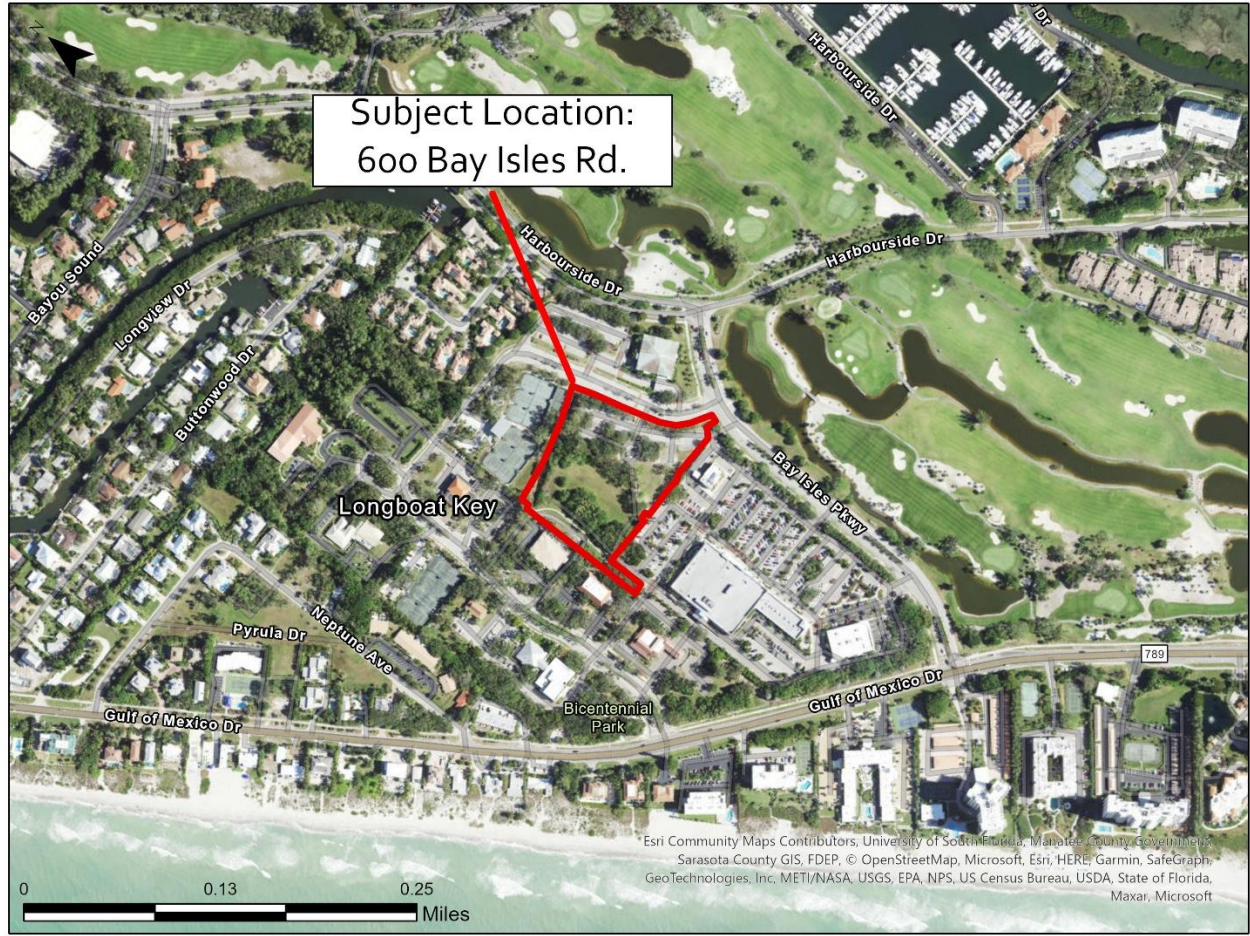 N
Subject Location:
600 Bay Isles Rd.
Harbourside Dr
Dr
Harbourside Dr
Harbourside Dr
Bayou Sound
Longview Dr
Buttonwood Dr
Bay Isles Pkwy
Longboat Key
Neptune Ave
Pyrula Dr
789
Gulf of Mexico Dr
Gulf of Mexico Dr
Bicentennial
Park
Esri Community Maps Contributors, University of South Florida, Manatee County Government,
Sarasota County GIS, FDEP, © OpenStreetMap, Microsoft, Esri, HERE, Garmin, SafeGraph,
GeoTechnologies, Inc, METI/NASA, USGS, EPA, NPS, US Census Bureau, USDA, State of Florida,
Maxar, Microsoft
0 0.13 0.25
Miles